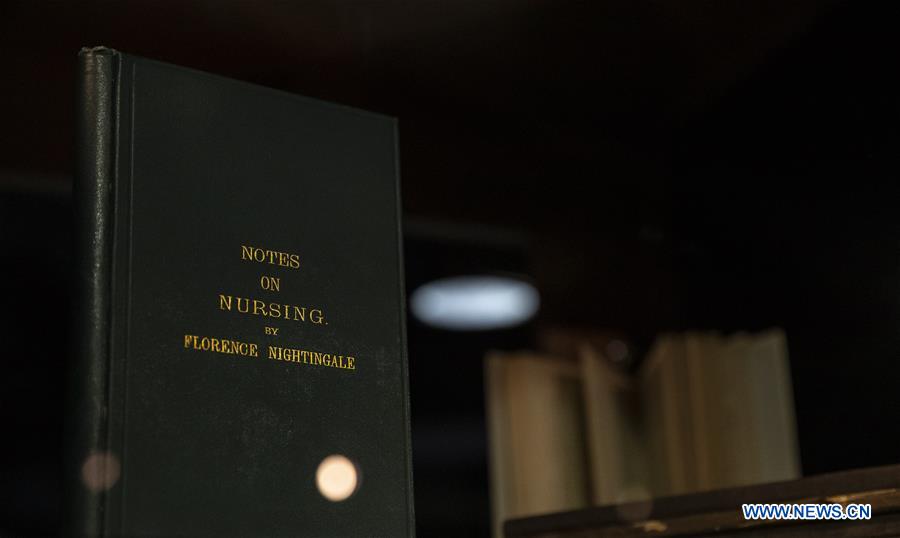 NOTES
ON
NURSING.
BY
FLORENCE NIGHTINGALE
WWW.NEWS.CN